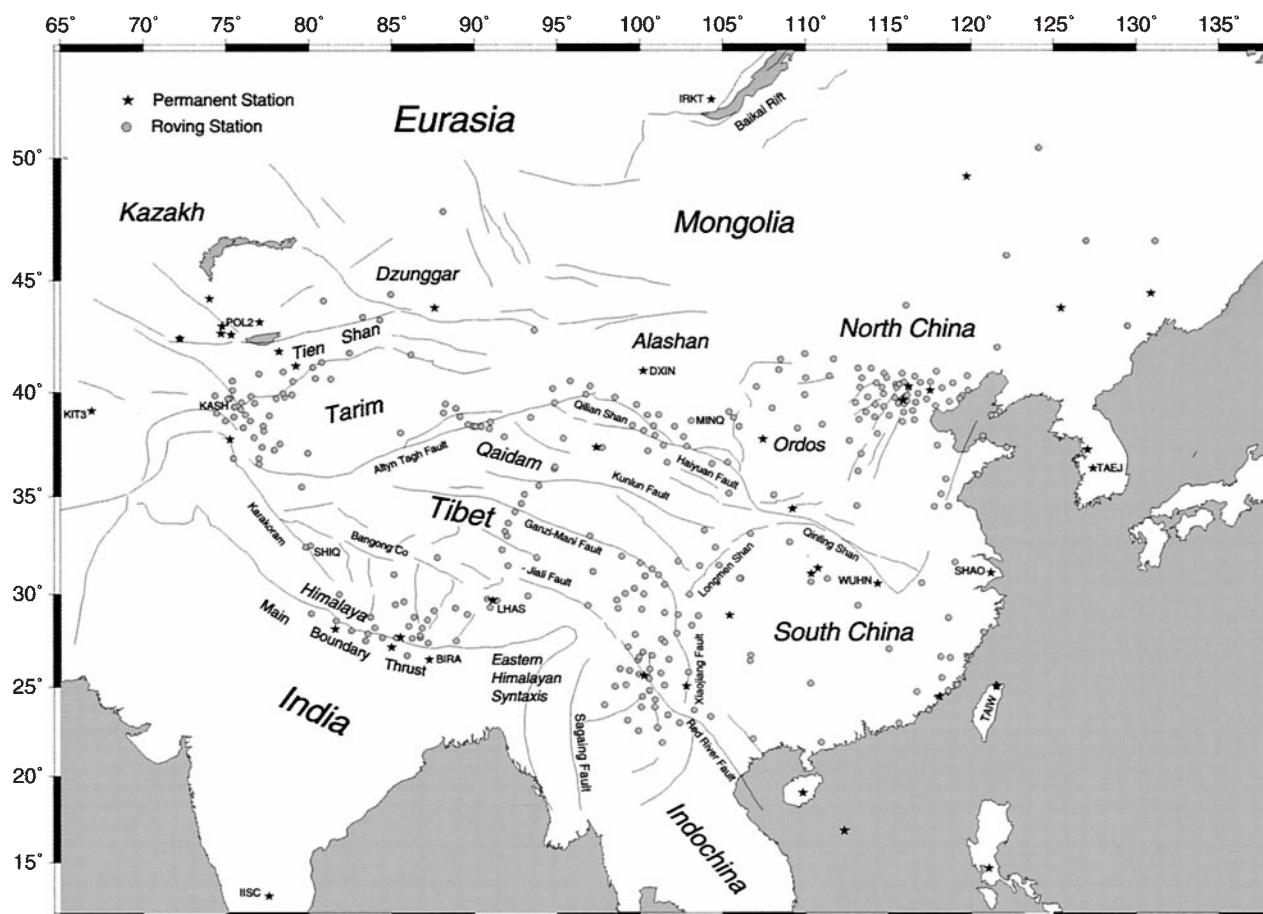 65° 70° 75° 80° 85° 90° 95° 100° 105° 110° 115° 120° 125° 130° 135°
Permanent Station
Roving Station
Eurasia
IRKT
Baikal Rift
50°
Kazakh
Mongolia
45°
Dzunggar
POL2
Tien Shan
North China
Alashan
DXIN
40°
KIT3
KASH
Tarim
Qilian Shan
MINQ
Ordos
Altyn Tagh Fault
Qaidam
Haiyuan Fault
TAEJ
Kunlun Fault
35°
Karakoram
Tibet
Ganzi-Mani Fault
Bangong Co
SHIQ
Jiali Fault
Longmen Shan
Qinling Shan
WUHN
SHAO
30°
Himalaya
LHAS
Main
Boundary
Thrust
BIRA
South China
Xiaojiang Fault
Eastern
Himalayan
Syntaxis
25°
India
TAIW
Sagaing Fault
Red River Fault
20°
Indochina
15°
IISC